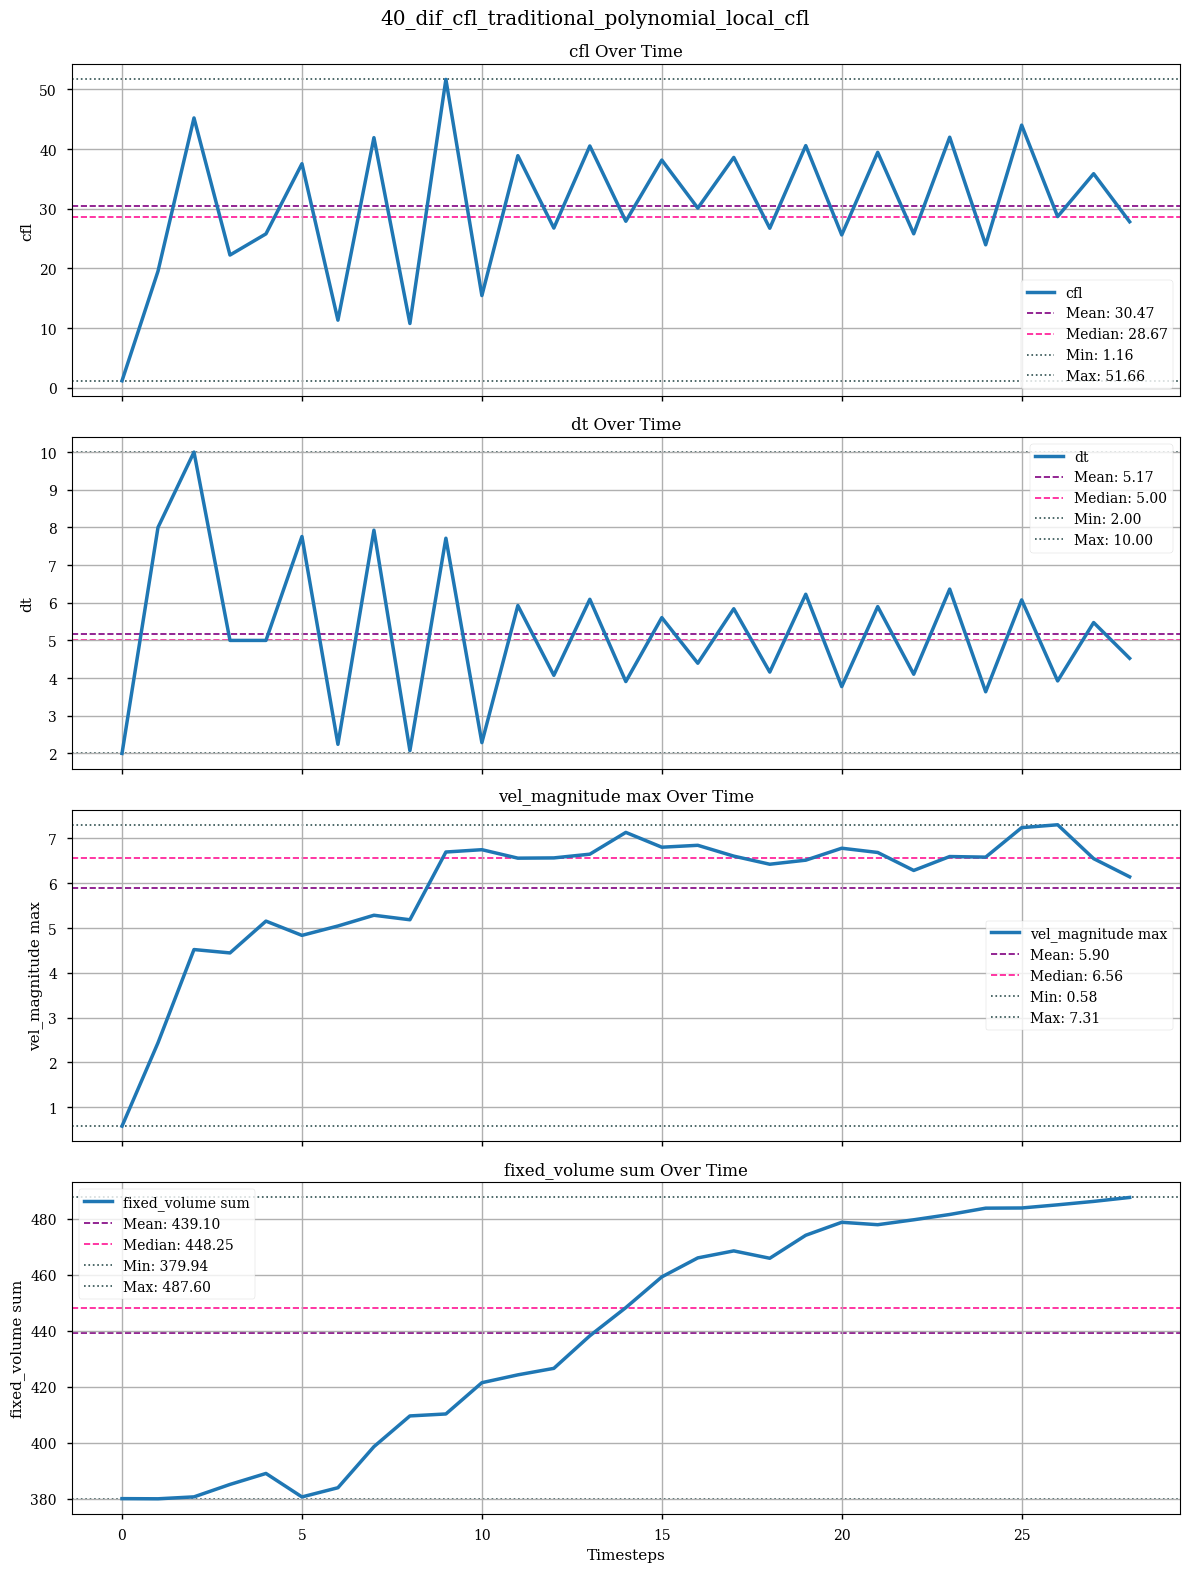 40_dif_cfl_traditional_polynomial_local_cfl
cfl Over Time
50
40
30
20
10
0
cfl
cfl
Mean: 30.47
Median: 28.67
Min: 1.16
Max: 51.66
dt Over Time
10
9
8
7
6
5
4
3
2
dt
dt
Mean: 5.17
Median: 5.00
Min: 2.00
Max: 10.00
vel_magnitude max Over Time
7
6
5
4
3
2
1
vel_magnitude max
vel_magnitude max
Mean: 5.90
Median: 6.56
Min: 0.58
Max: 7.31
fixed_volume sum Over Time
480
460
440
420
400
380
fixed_volume sum
fixed_volume sum
Mean: 439.10
Median: 448.25
Min: 379.94
Max: 487.60
0 5 10 15 20 25
Timesteps